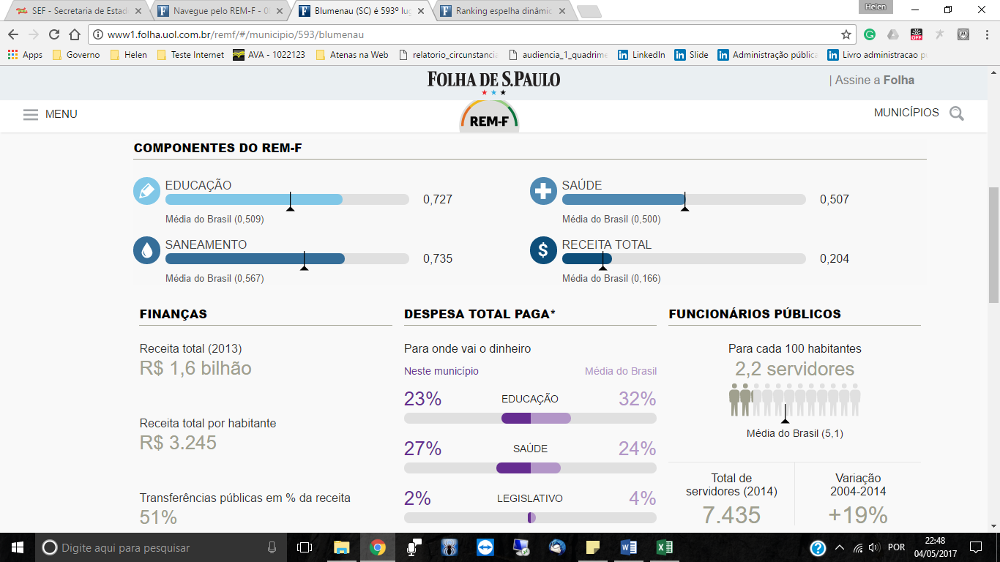 SEF - Secretaria de Estad
Navegue pelo REM-F - 0
Blumenau (SC) é 593º lug
Ranking espelha dinâmic
Helen
www1.folha.uol.com.br/remf/#/municipio/593/blumenau
Apps
Governo
Helen
Teste Internet
AVA - 1022123
Atenas na Web
relatorio_circunstancia
audiencia_1_quadrime
LinkedIn
Slide
Administração pública
Livro administracao p
FOLHA DE S.PAULO
| Assine a Folha
MENU
REM-F
MUNICÍPIOS
COMPONENTES DO REM-F
EDUCAÇÃO
0,727
Média do Brasil (0,509)
SAÚDE
0,507
Média do Brasil (0,500)
SANEAMENTO
0,735
Média do Brasil (0,567)
$
RECEITA TOTAL
0,204
Média do Brasil (0,166)
FINANÇAS
Receita total (2013)
R$ 1,6 bilhão
Receita total por habitante
R$ 3.245
Transferências públicas em % da receita
51%
DESPESA TOTAL PAGA*
Para onde vai o dinheiro
Neste município
Média do Brasil
23% EDUCAÇÃO 32%
27% SAÚDE 24%
2% LEGISLATIVO 4%
FUNCIONÁRIOS PÚBLICOS
Para cada 100 habitantes
2,2 servidores
Média do Brasil (5,1)
Total de
servidores (2014)
7.435
Variação
2004-2014
+19%
Digite aqui para pesquisar
POR
22:48
04/05/2017